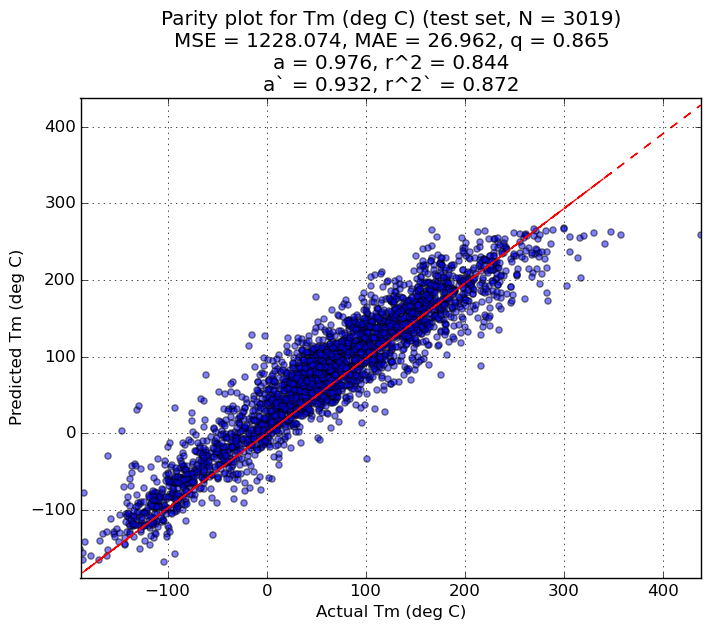 Parity plot for Tm (deg C) (test set, N = 3019)
MSE = 1228.074, MAE = 26.962, q = 0.865
a = 0.976, r^2 = 0.844
a` = 0.932, r^2` = 0.872
400
300
200
100
0
−100
Predicted Tm (deg C)
−100 0 100 200 300 400
Actual Tm (deg C)